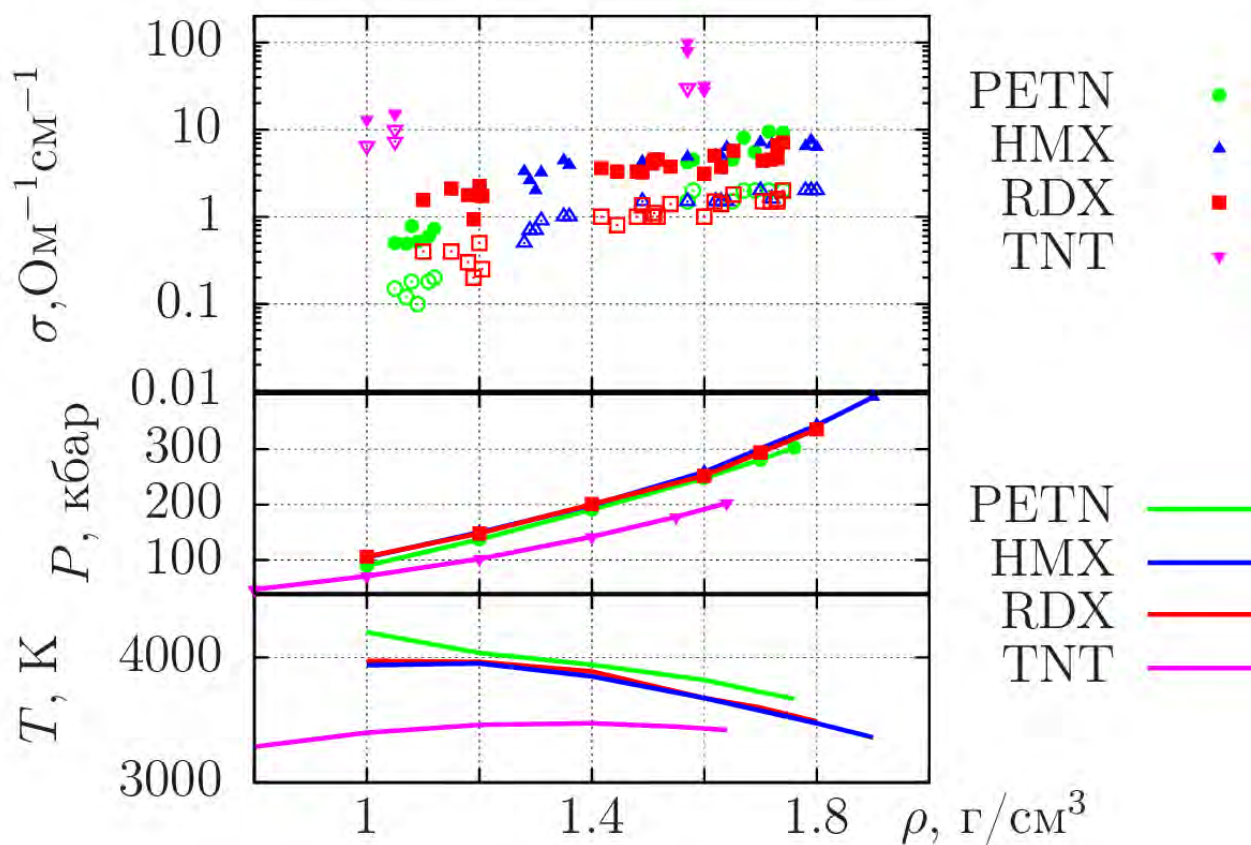 σ,Ом⁻¹см⁻¹
100
10
1
0.1
0.01
PETN
HMX
RDX
TNT
P, кбар
300
200
100
PETN
HMX
RDX
TNT
T, К
4000
3000
1
1.4
1.8
ρ, г/см³